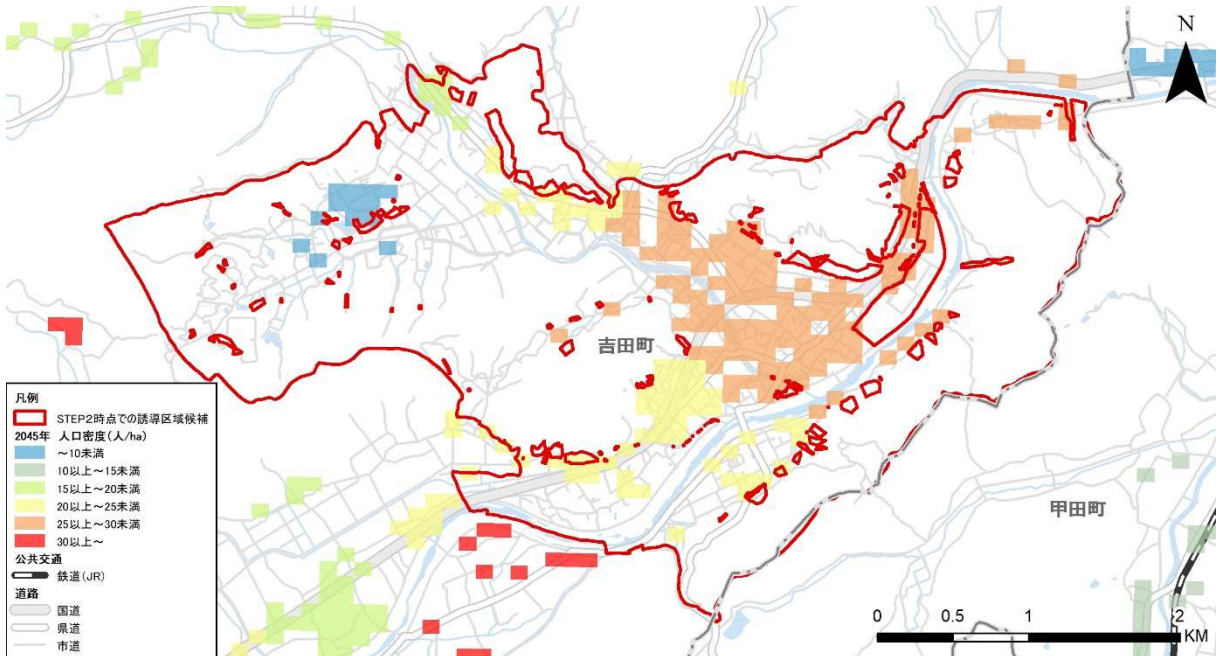 N
吉田町
甲田町
凡例
STEP2時点での誘導区域候補
2045年 人口密度(人/ha)
～10未満
10以上～15未満
15以上～20未満
20以上～25未満
25以上～30未満
30以上～
公共交通
鉄道(JR)
道路
国道
県道
市道
0 0.5 1 2
KM